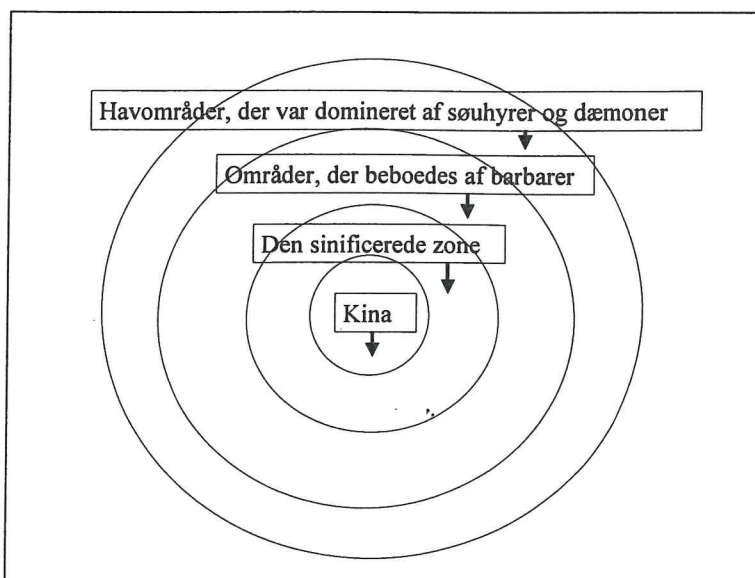 Havområder, der var domineret af søuhyrer og dæmoner
Områder, der beboedes af barbarer
Den sinificerede zone
Kina